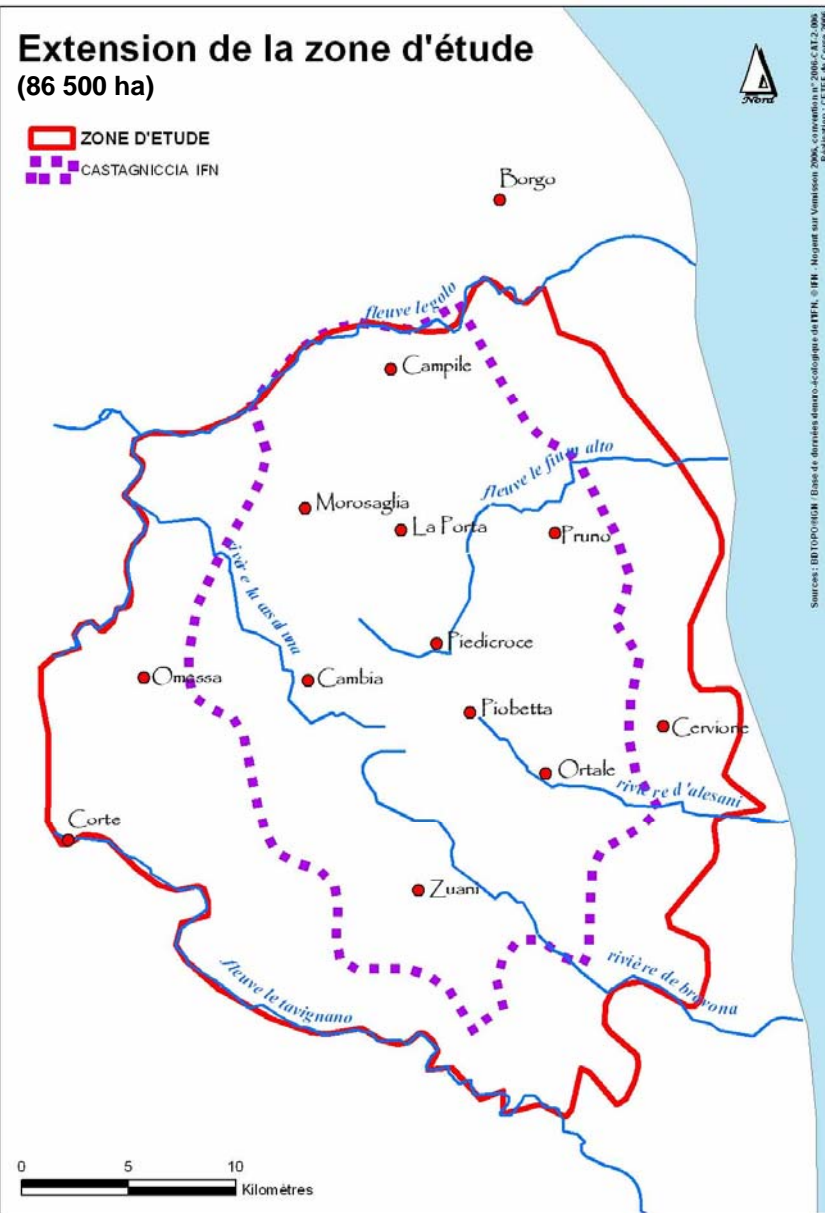 Extension de la zone d'étude
(86 500 ha)
Nord
ZONE D'ETUDE
CASTAGNICCIA IFN
Borgo
fleuve le golo
Campile
fleuve le fium alto
Morosaglia
La Porta
Pruno
Piedicroce
Omessa
Cambia
Piobetta
Cervione
Ortale
rivière d'alesani
Corte
Zuani
rivière de bravona
fleuve le tavignano
0 5 10
Kilomètres